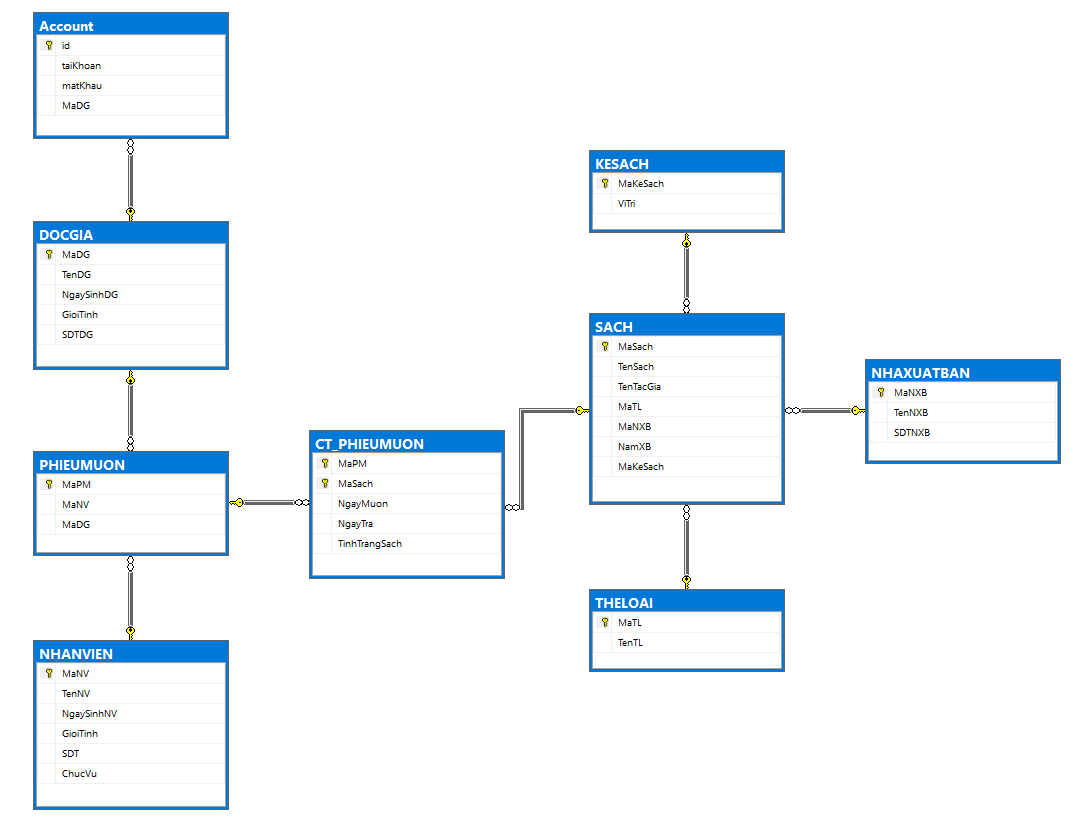 Account
id
taiKhoan
matKhau
MaDG
DOCGIA
MaDG
TenDG
NgaySinhDG
GioiTinh
SDTDG
PHIEUMUON
MaPM
MaNV
MaDG
NHANVIEN
MaNV
TenNV
NgaySinhNV
GioiTinh
SDT
ChucVu
CT_PHIEUMUON
MaPM
MaSach
NgayMuon
NgayTra
TinhTrangSach
KESACH
MaKeSach
ViTri
SACH
MaSach
TenSach
TenTacGia
MaTL
MaNXB
NamXB
MaKeSach
THELOAI
MaTL
TenTL
NHAXUATBAN
MaNXB
TenNXB
SDTNXB